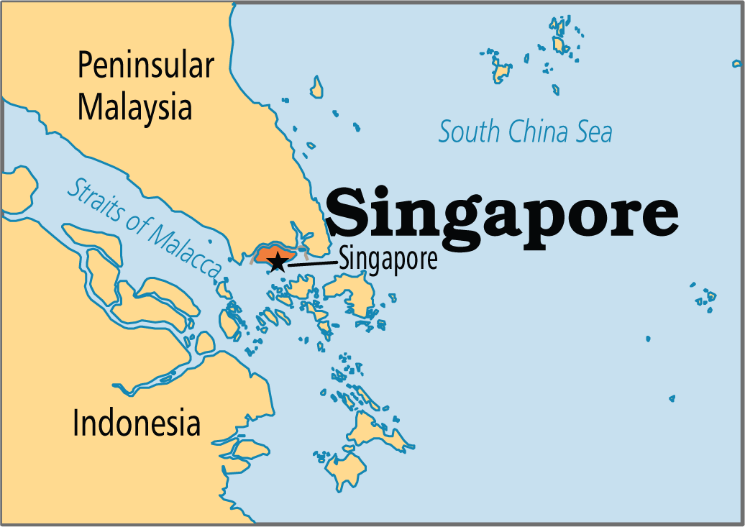 Peninsular
Malaysia
South China Sea
Straits of Malacca
Singapore
Singapore
Indonesia